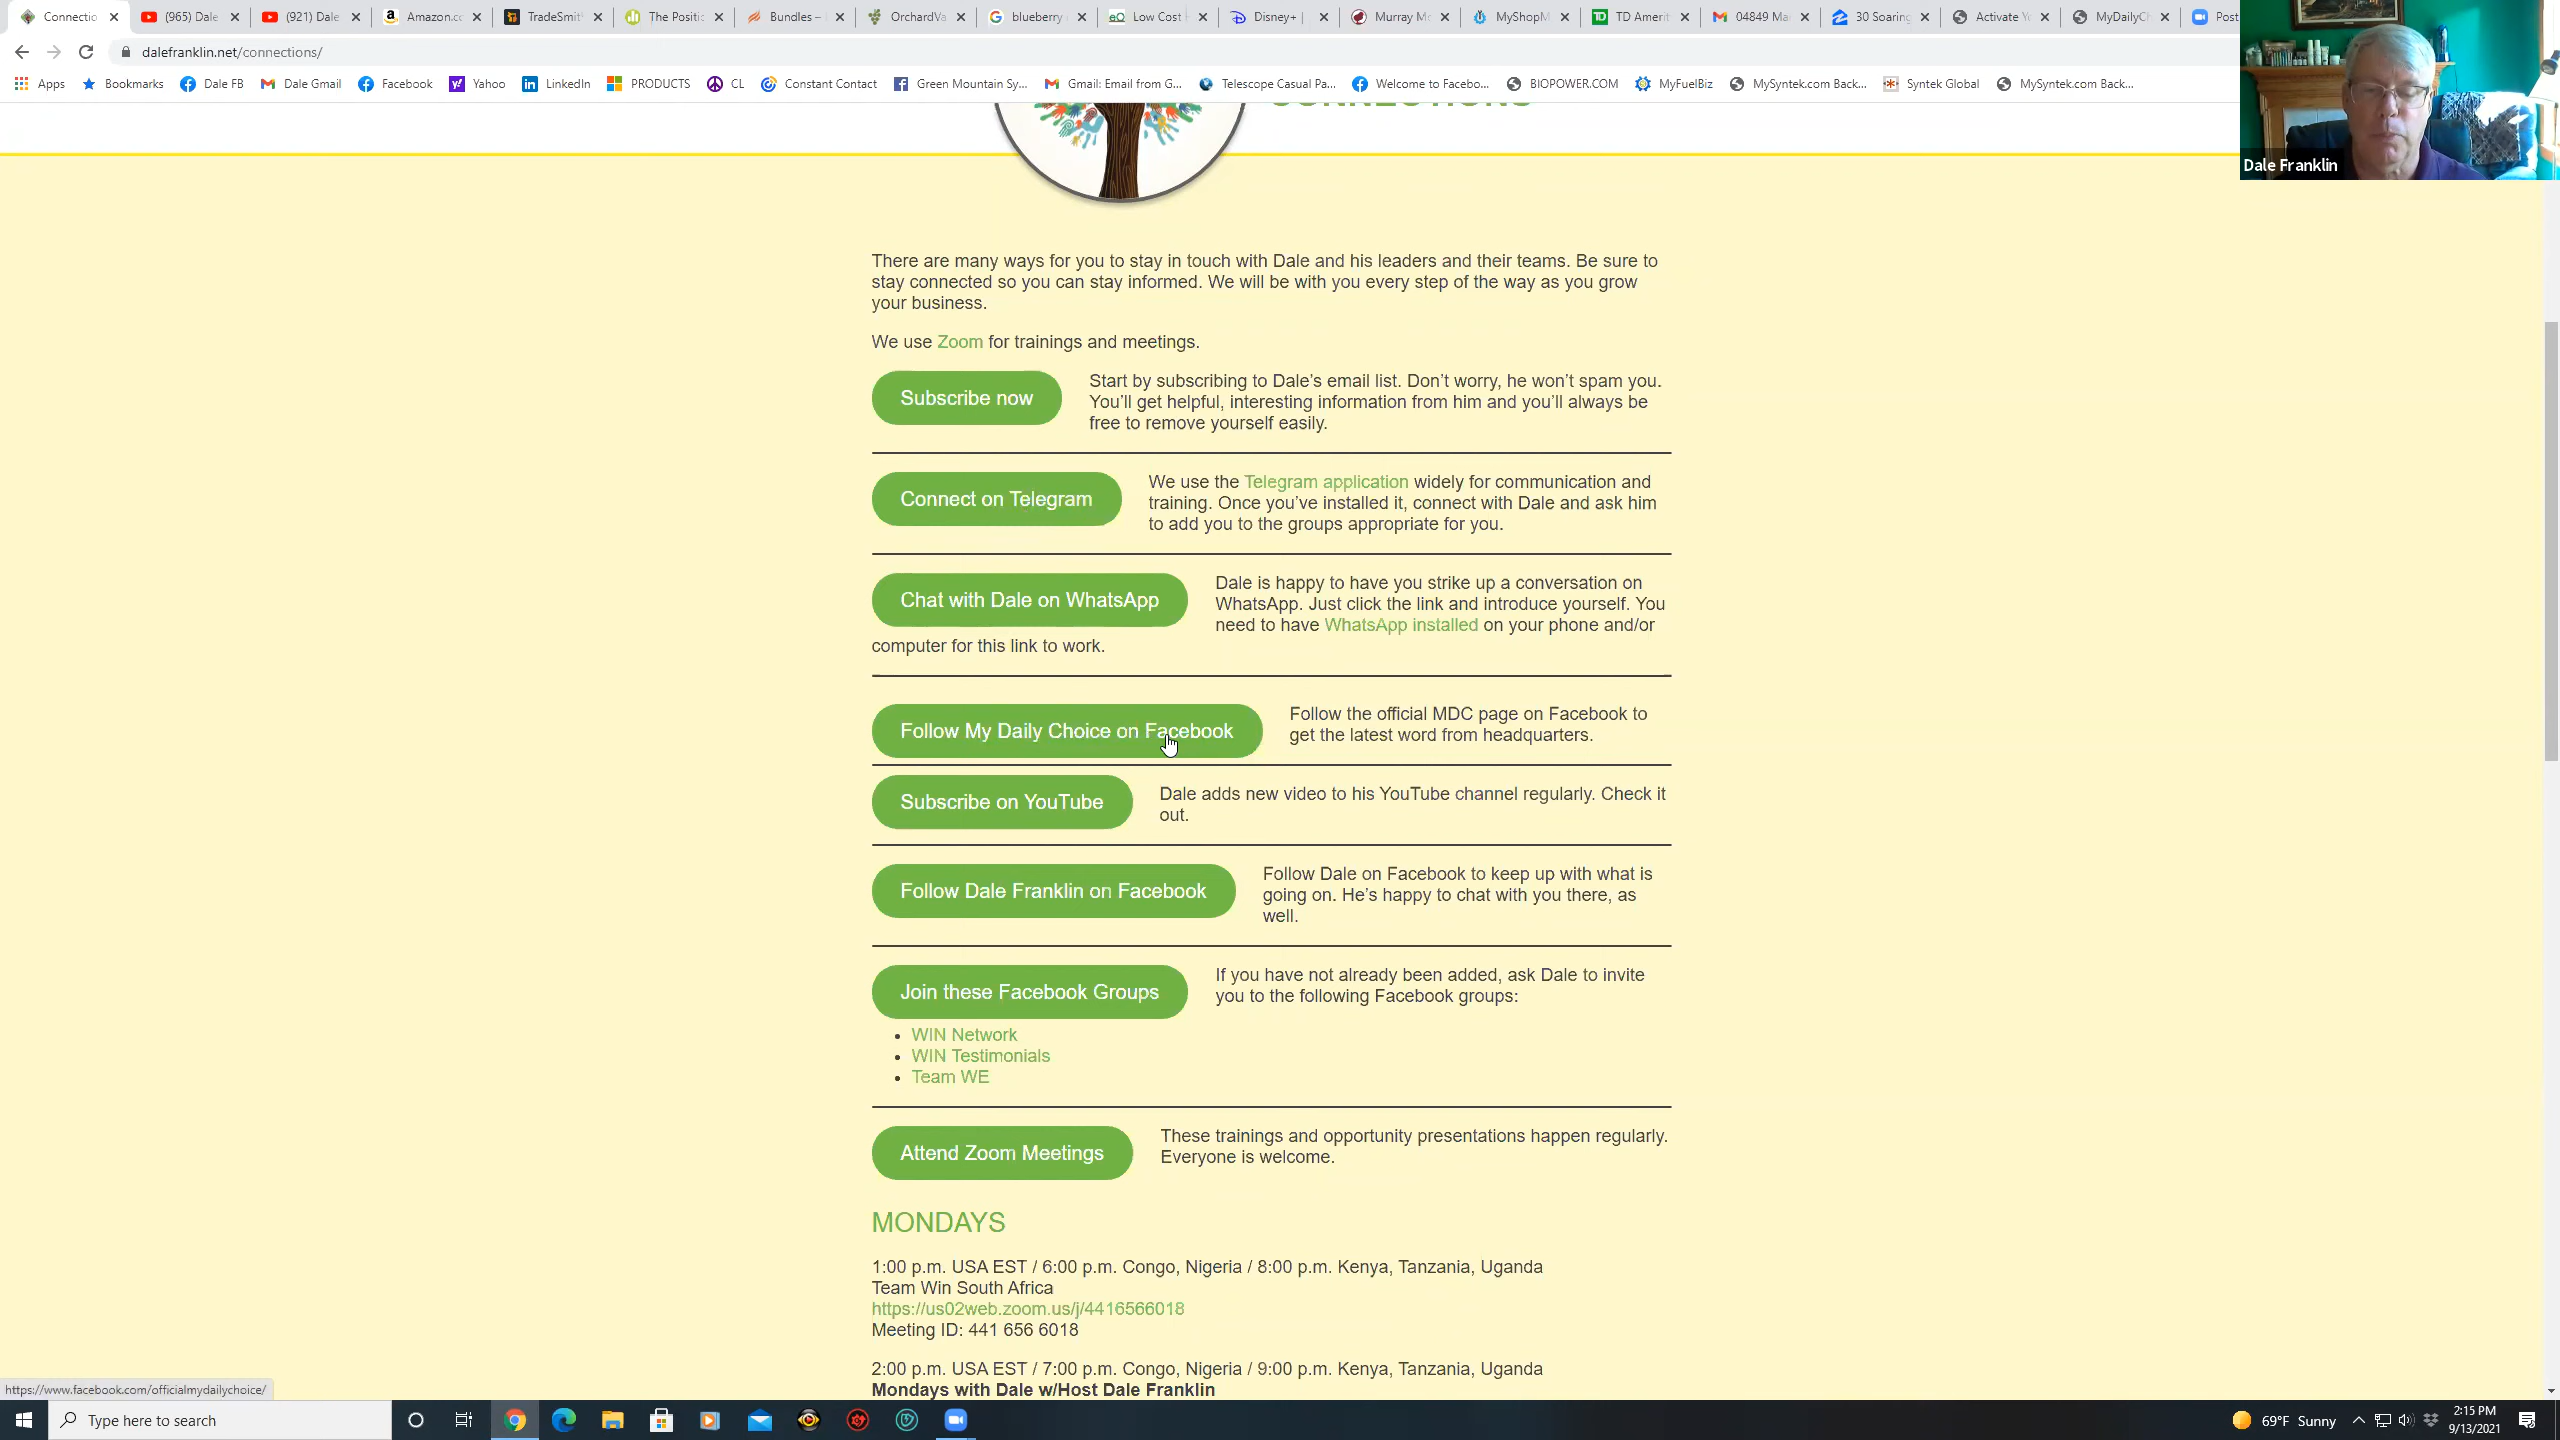 Connectio
(965) Dale
(921) Dale
Amazon.co
TradeSmit
The Positic
Bundles –
OrchardVa
blueberry
Low Cost
Disney+
Murray Mc
MyShopM
TD Amerit
04849 Mai
30 Soaring
Activate Y
MyDailyCh
Post
dalefranklin.net/connections/
Apps
Bookmarks
Dale FB
Dale Gmail
Facebook
Yahoo
LinkedIn
PRODUCTS
CL
Constant Contact
Green Mountain Sy...
Gmail: Email from G...
Telescope Casual Pa...
Welcome to Facebo...
BIOPOWER.COM
MyFuelBiz
MySyntek.com Back...
Syntek Global
MySyntek.com Back...
Dale Franklin
CONNECTIONS
There are many ways for you to stay in touch with Dale and his leaders and their teams. Be sure to
stay connected so you can stay informed. We will be with you every step of the way as you grow
your business.
We use Zoom for trainings and meetings.
Subscribe now
Start by subscribing to Dale’s email list. Don’t worry, he won’t spam you.
You’ll get helpful, interesting information from him and you’ll always be
free to remove yourself easily.
Connect on Telegram
We use the Telegram application widely for communication and
training. Once you’ve installed it, connect with Dale and ask him
to add you to the groups appropriate for you.
Chat with Dale on WhatsApp
Dale is happy to have you strike up a conversation on
WhatsApp. Just click the link and introduce yourself. You
need to have WhatsApp installed on your phone and/or
computer for this link to work.
Follow My Daily Choice on Facebook
Follow the official MDC page on Facebook to
get the latest word from headquarters.
Subscribe on YouTube
Dale adds new video to his YouTube channel regularly. Check it
out.
Follow Dale Franklin on Facebook
Follow Dale on Facebook to keep up with what is
going on. He’s happy to chat with you there, as
well.
Join these Facebook Groups
If you have not already been added, ask Dale to invite
you to the following Facebook groups:
• WIN Network
• WIN Testimonials
• Team WE
Attend Zoom Meetings
These trainings and opportunity presentations happen regularly.
Everyone is welcome.
MONDAYS
1:00 p.m. USA EST / 6:00 p.m. Congo, Nigeria / 8:00 p.m. Kenya, Tanzania, Uganda
Team Win South Africa
https://us02web.zoom.us/j/4416566018
Meeting ID: 441 656 6018
2:00 p.m. USA EST / 7:00 p.m. Congo, Nigeria / 9:00 p.m. Kenya, Tanzania, Uganda
Mondays with Dale w/Host Dale Franklin
https://www.facebook.com/officialmydailychoice/
Type here to search
69°F Sunny
2:15 PM
9/13/2021